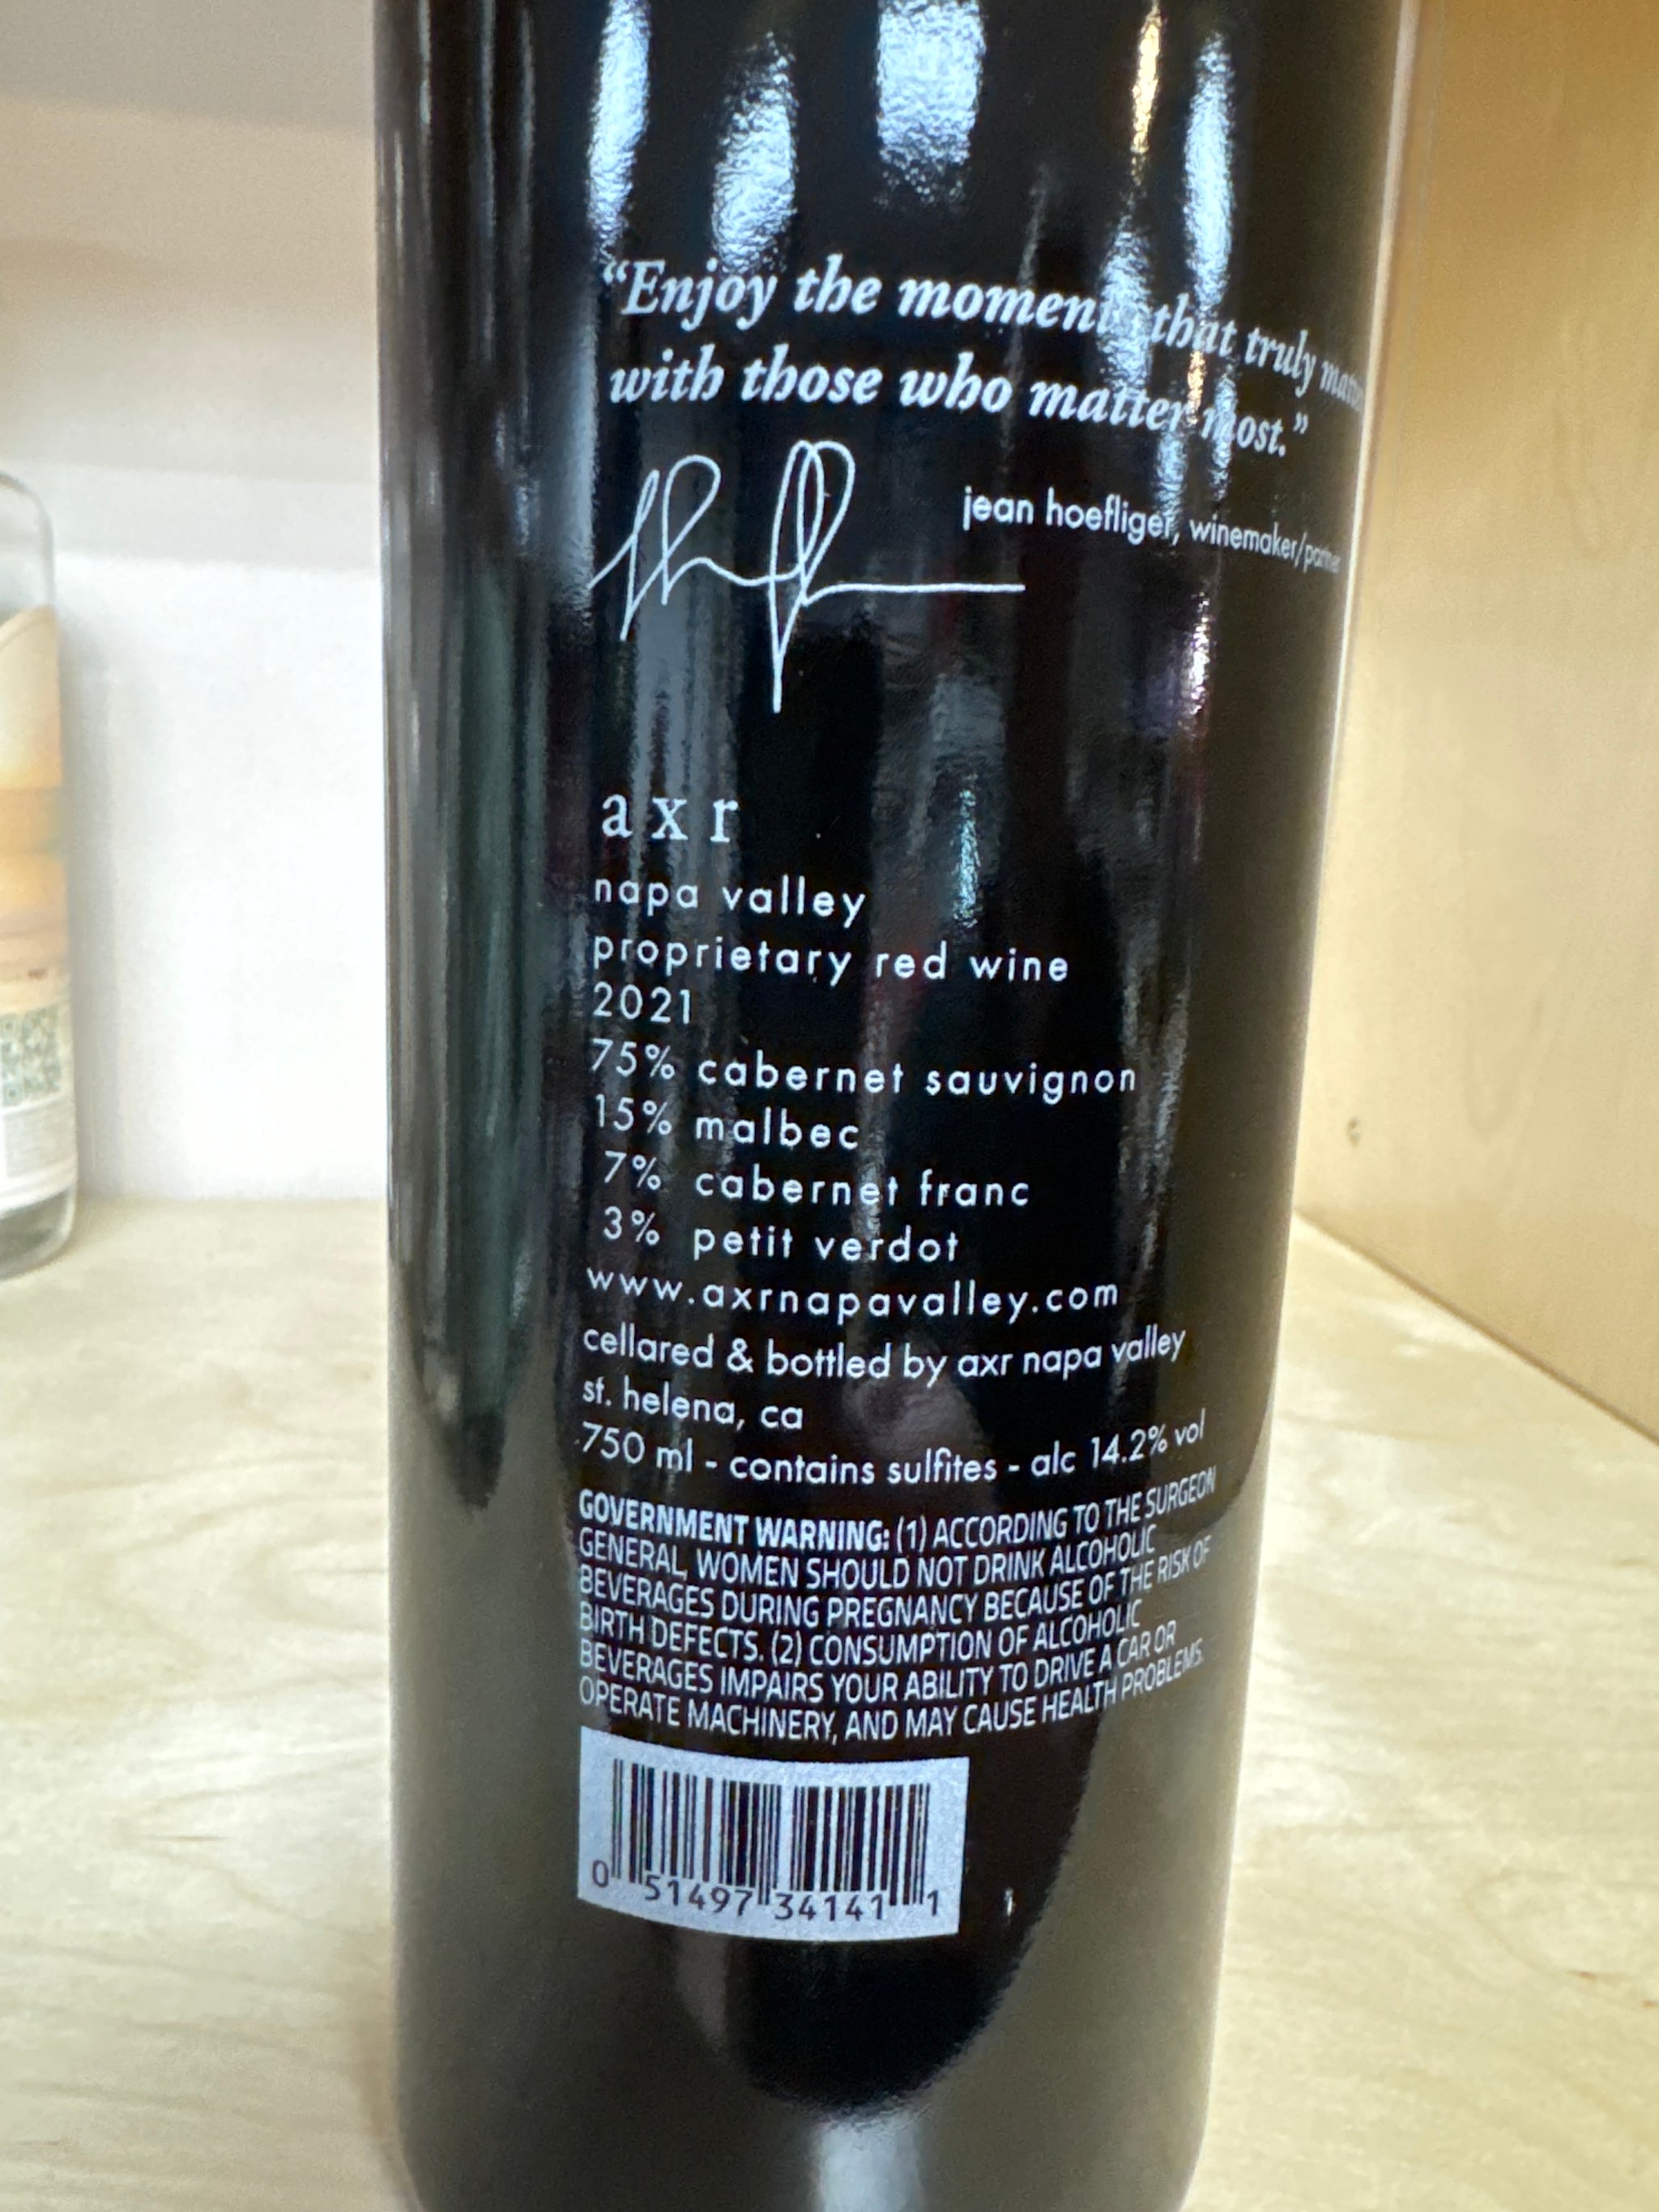 “Enjoy the moments that truly matter
with those who matter most.”
jean hoefliger, winemaker/partner
axr
napa valley
proprietary red wine
2021
75% cabernet sauvignon
15% malbec
7% cabernet franc
3% petit verdot
www.axrnapavalley.com
cellared & bottled by axr napa valley
st. helena, ca
750 ml - contains sulfites - alc 14.2% vol
GOVERNMENT WARNING: (1) ACCORDING TO THE SURGEON
GENERAL, WOMEN SHOULD NOT DRINK ALCOHOLIC
BEVERAGES DURING PREGNANCY BECAUSE OF THE RISK OF
BIRTH DEFECTS. (2) CONSUMPTION OF ALCOHOLIC
BEVERAGES IMPAIRS YOUR ABILITY TO DRIVE A CAR OR
OPERATE MACHINERY, AND MAY CAUSE HEALTH PROBLEMS.
0 51497 34141 1